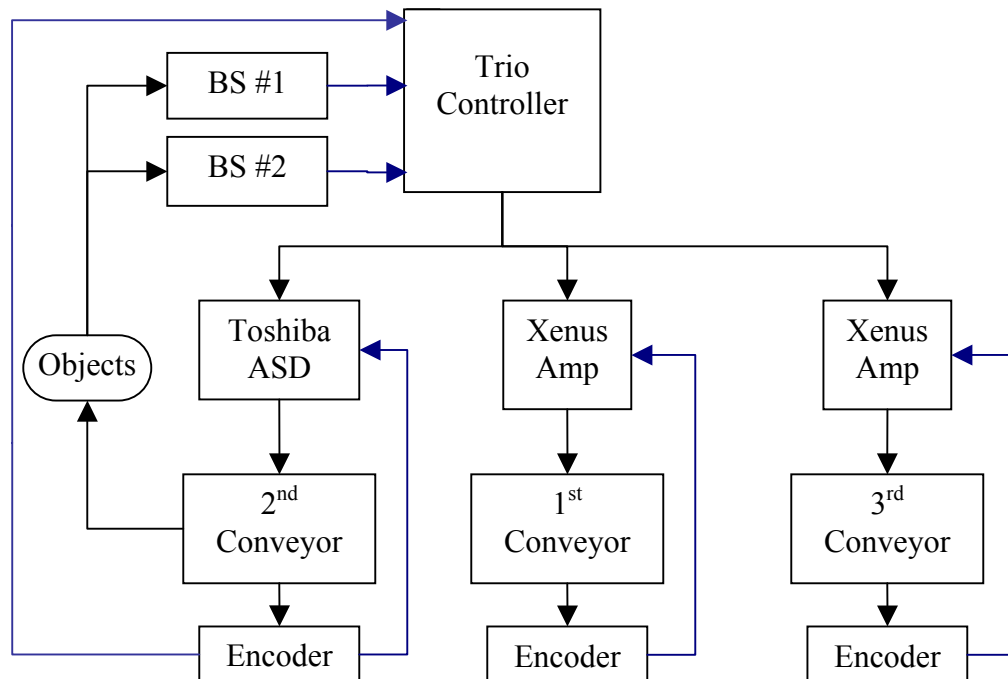 Trio
Controller
BS #1
BS #2
Objects
Toshiba
ASD
Xenus
Amp
Xenus
Amp
2nd
Conveyor
1st
Conveyor
3rd
Conveyor
Encoder
Encoder
Encoder